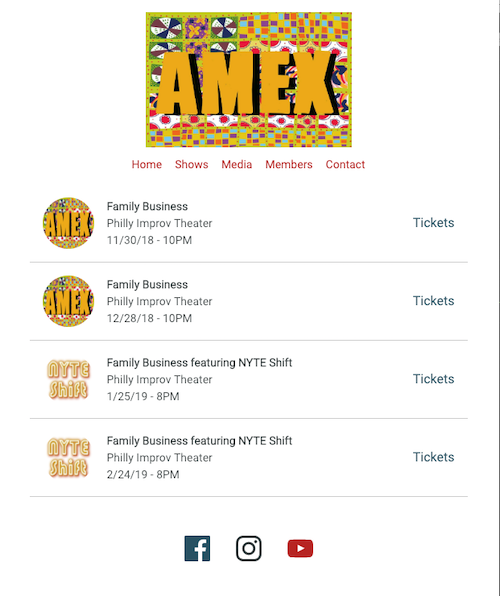 AMEX
Home Shows Media Members Contact
AMEX
Family Business
Philly Improv Theater
11/30/18 - 10PM
Tickets
AMEX
Family Business
Philly Improv Theater
12/28/18 - 10PM
Tickets
NYTE
Shift
Family Business featuring NYTE Shift
Philly Improv Theater
1/25/19 - 8PM
Tickets
NYTE
Shift
Family Business featuring NYTE Shift
Philly Improv Theater
2/24/19 - 8PM
Tickets